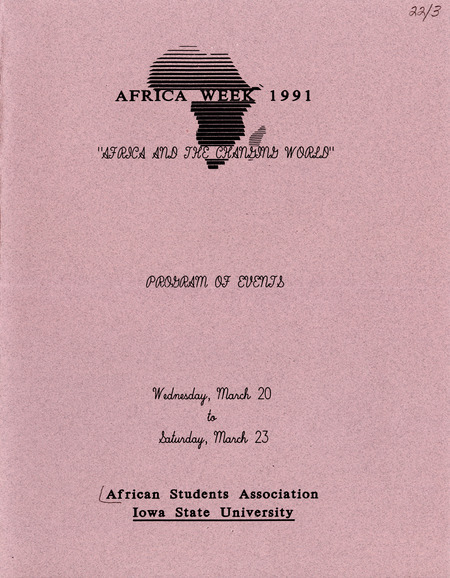 22/3
AFRICA WEEK 1991
"AFRICA AND THE CHANGING WORLD"
PROGRAM OF EVENTS
Wednesday, March 20
to
Saturday, March 23
African Students Association
Iowa State University